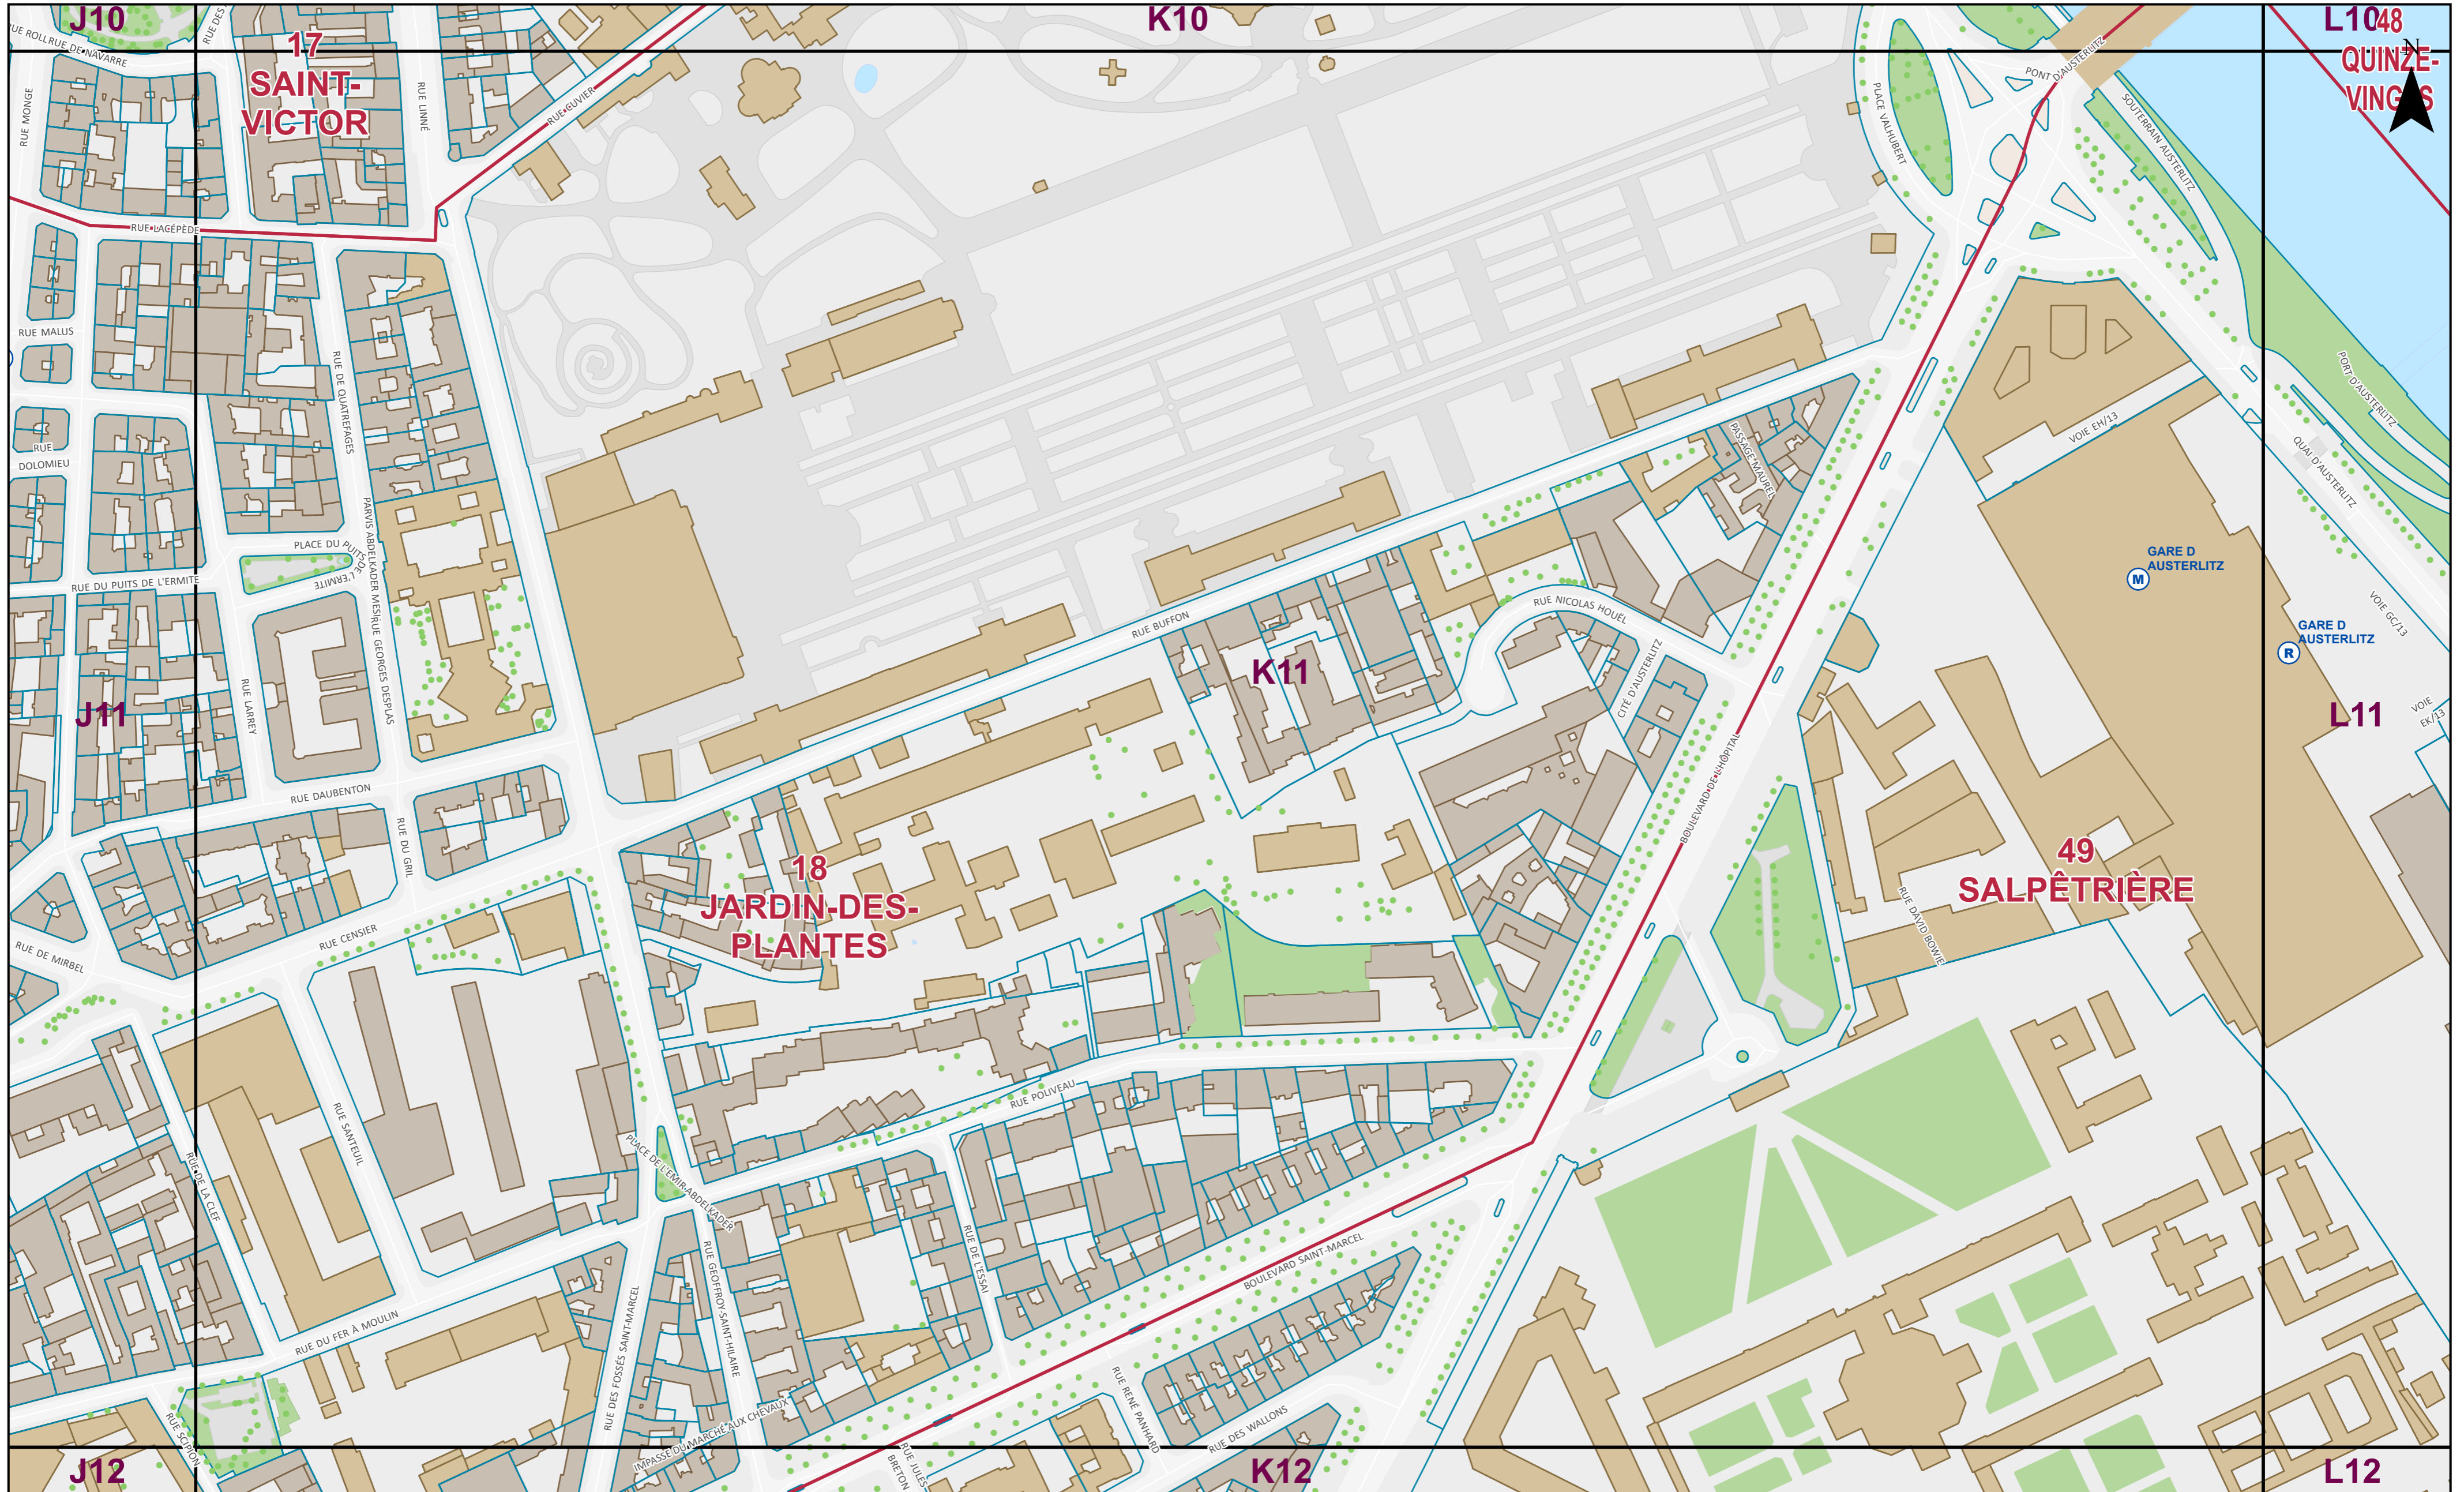 J10
K10
L10
48
QUINZE-
VINGTS
N
17
SAINT-
VICTOR
RUE DES
RUE ROLL
RUE DE NAVARRE
RUE MONGE
RUE LINNÉ
RUE CUVIER
PLACE VALHUBERT
PONT D'AUSTERLITZ
SOUTERRAIN AUSTERLITZ
RUE LACÉPÈDE
RUE MALUS
RUE DE QUATREFAGES
PORT D'AUSTERLITZ
VOIE EH/13
QUAI D'AUSTERLITZ
PASSAGE MAUREL
RUE
DOLOMIEU
PARVIS ABDELKADER MESLI
PLACE DU PUITS DE L'ERMITE
RUE DU PUITS DE L'ERMITE
RUE GEORGES DESPLAS
GARE D
AUSTERLITZ
M
GARE D
AUSTERLITZ
R
VOIE GC/13
VOIE
EK/13
RUE NICOLAS HOUËL
RUE BUFFON
CITÉ D'AUSTERLITZ
J11
K11
L11
RUE LARREY
RUE DAUBENTON
RUE DU GRIL
BOULEVARD DE L'HÔPITAL
18
JARDIN-DES-
PLANTES
49
SALPÊTRIÈRE
RUE DAVID BOWIE
RUE DE MIRBEL
RUE CENSIER
RUE SANTEUIL
RUE POLIVEAU
PLACE DE L'EMIR ABDELKADER
RUE DE LA CLEF
RUE DE L'ESSAI
RUE GEOFFROY-SAINT-HILAIRE
BOULEVARD SAINT-MARCEL
RUE DU FER À MOULIN
RUE DES FOSSÉS SAINT-MARCEL
RUE RENÉ PANHARD
RUE DES WALLONS
IMPASSE DU MARCHÉ AUX CHEVAUX
RUE SCIPION
RUE JULES
BRETON
J12
K12
L12